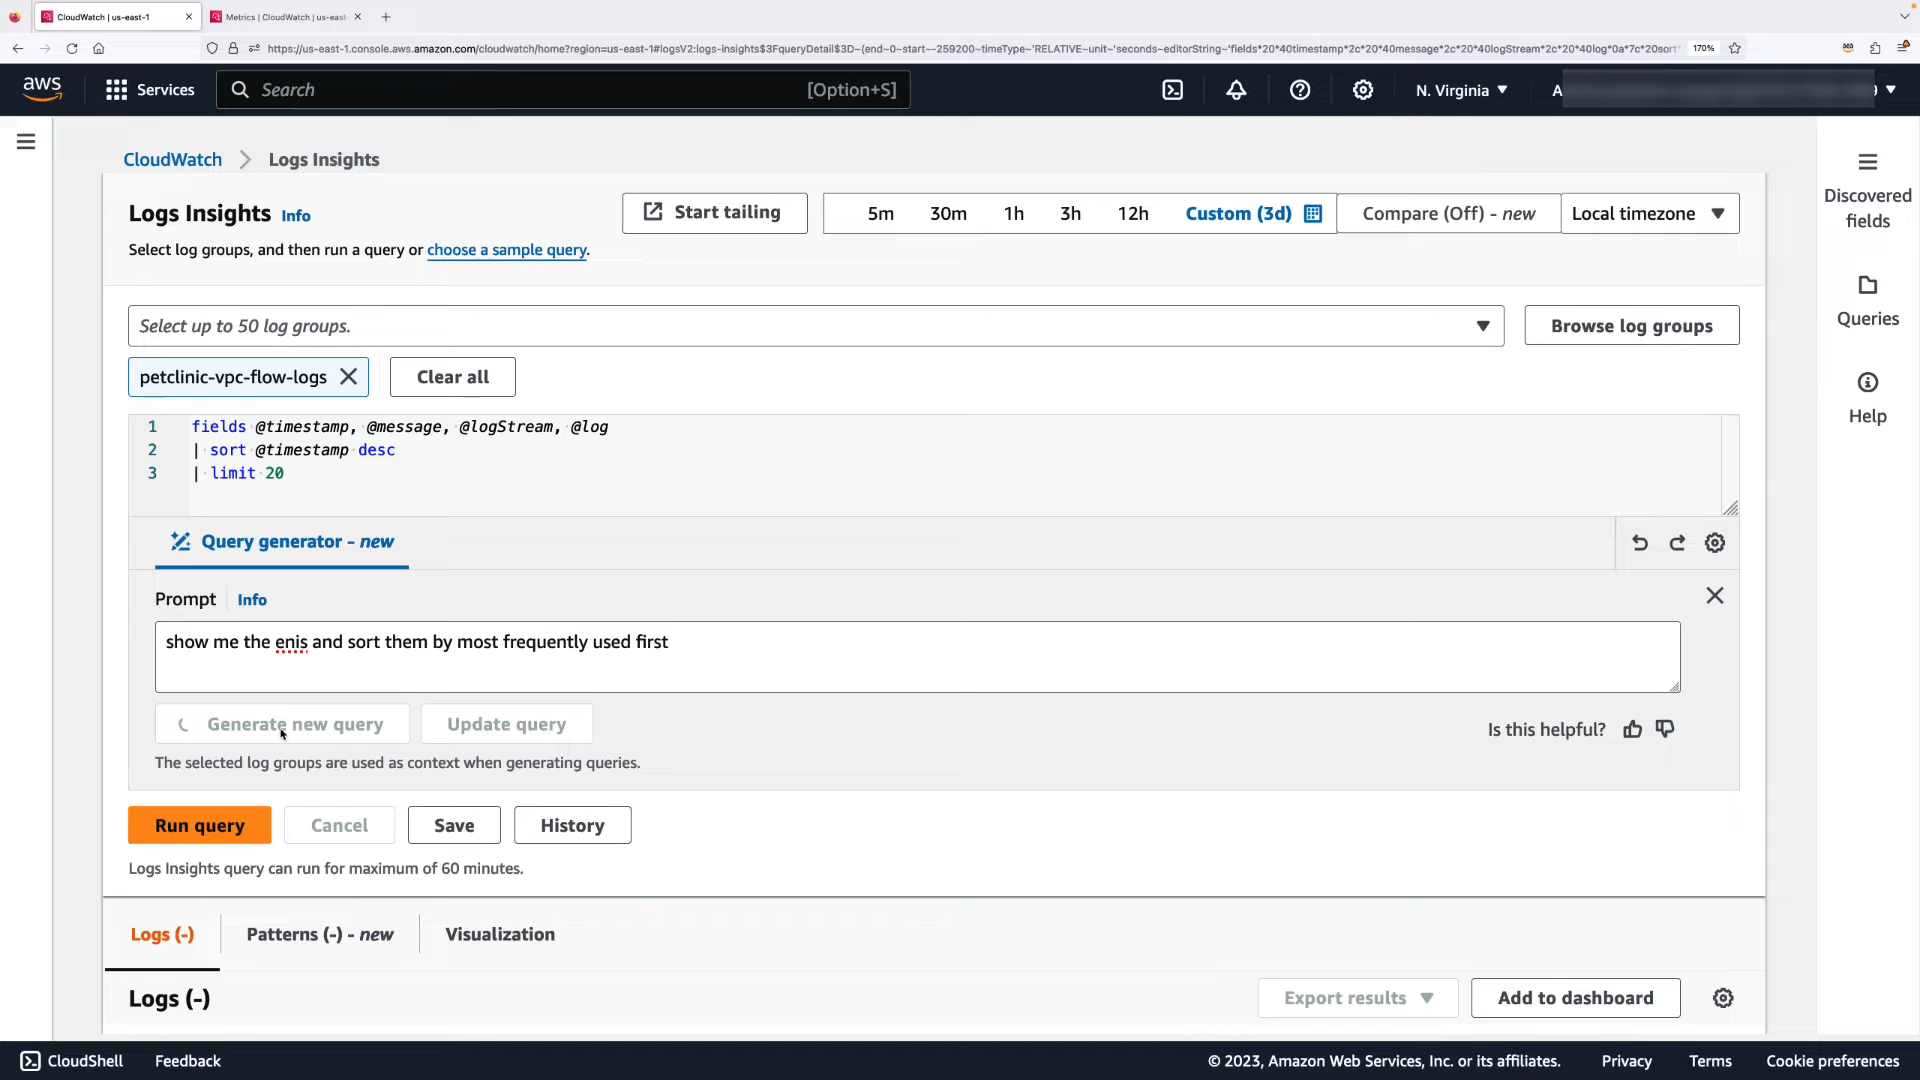 CloudWatch | us-east-1
Metrics | CloudWatch | us-eas
https://us-east-1.console.aws.amazon.com/cloudwatch/home?region=us-east-1#logsV2:logs-insights$3FqueryDetail$3D~(end~0~start~-259200~timeType~'RELATIVE~unit~'seconds~editorString~'fields*20*40timestamp*2c*20*40message*2c*20*40logStream*2c*20*40log*0a*7c*20sort
170%
aws
Services
Search
[Option+S]
N. Virginia
A
CloudWatch
Logs Insights
Discovered
fields
Queries
Help
Logs Insights Info
Start tailing
5m 30m 1h 3h 12h Custom (3d)
Compare (Off) - new
Local timezone
Select log groups, and then run a query or choose a sample query.
Select up to 50 log groups.
Browse log groups
petclinic-vpc-flow-logs
Clear all
1 fields @timestamp, @message, @logStream, @log
2 | sort @timestamp desc
3 | limit 20
Query generator - new
Prompt Info
show me the enis and sort them by most frequently used first
Generate new query
Update query
Is this helpful?
The selected log groups are used as context when generating queries.
Run query
Cancel
Save
History
Logs Insights query can run for maximum of 60 minutes.
Logs (-)
Patterns (-) - new
Visualization
Logs (-)
Export results
Add to dashboard
CloudShell
Feedback
© 2023, Amazon Web Services, Inc. or its affiliates.
Privacy
Terms
Cookie preferences